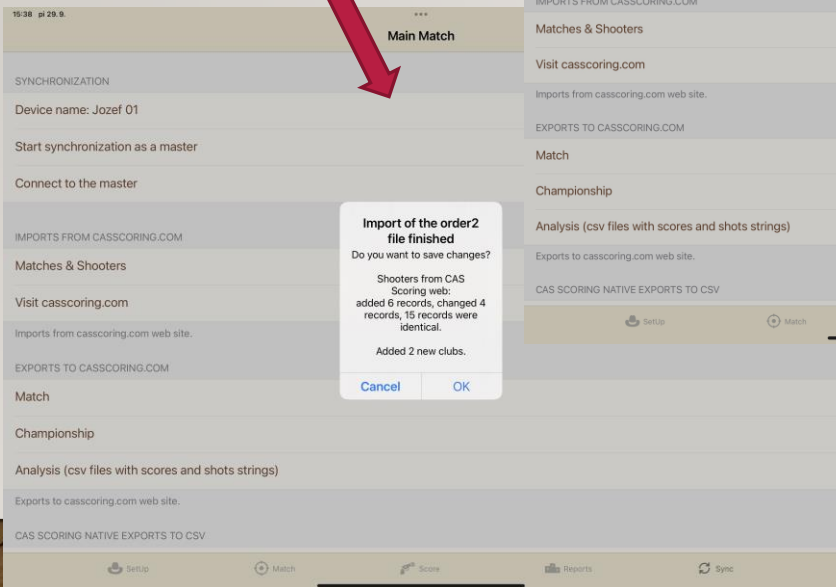 15:38 pi 29. 9.
Main Match
SYNCHRONIZATION
Device name: Jozef 01
Start synchronization as a master
Connect to the master
IMPORTS FROM CASSCORING.COM
Matches & Shooters
Visit casscoring.com
Imports from casscoring.com web site.
EXPORTS TO CASSCORING.COM
Match
Championship
Analysis (csv files with scores and shots strings)
Exports to casscoring.com web site.
CAS SCORING NATIVE EXPORTS TO CSV
SetUp
Match
Score
Reports
Sync
Import of the order2
file finished
Do you want to save changes?
Shooters from CAS
Scoring web:
added 6 records, changed 4
records, 15 records were
identical.
Added 2 new clubs.
Cancel
OK
IMPORTS FROM CASSCORING.COM
Matches & Shooters
Visit casscoring.com
Imports from casscoring.com web site.
EXPORTS TO CASSCORING.COM
Match
Championship
Analysis (csv files with scores and shots strings)
Exports to casscoring.com web site.
CAS SCORING NATIVE EXPORTS TO CSV
SetUp
Match